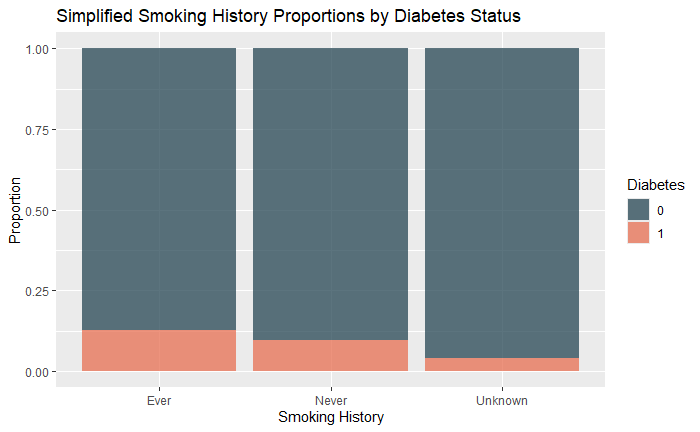 Simplified Smoking History Proportions by Diabetes Status
1.00
0.75
0.50
0.25
0.00
Proportion
Ever
Never
Unknown
Smoking History
Diabetes
0
1